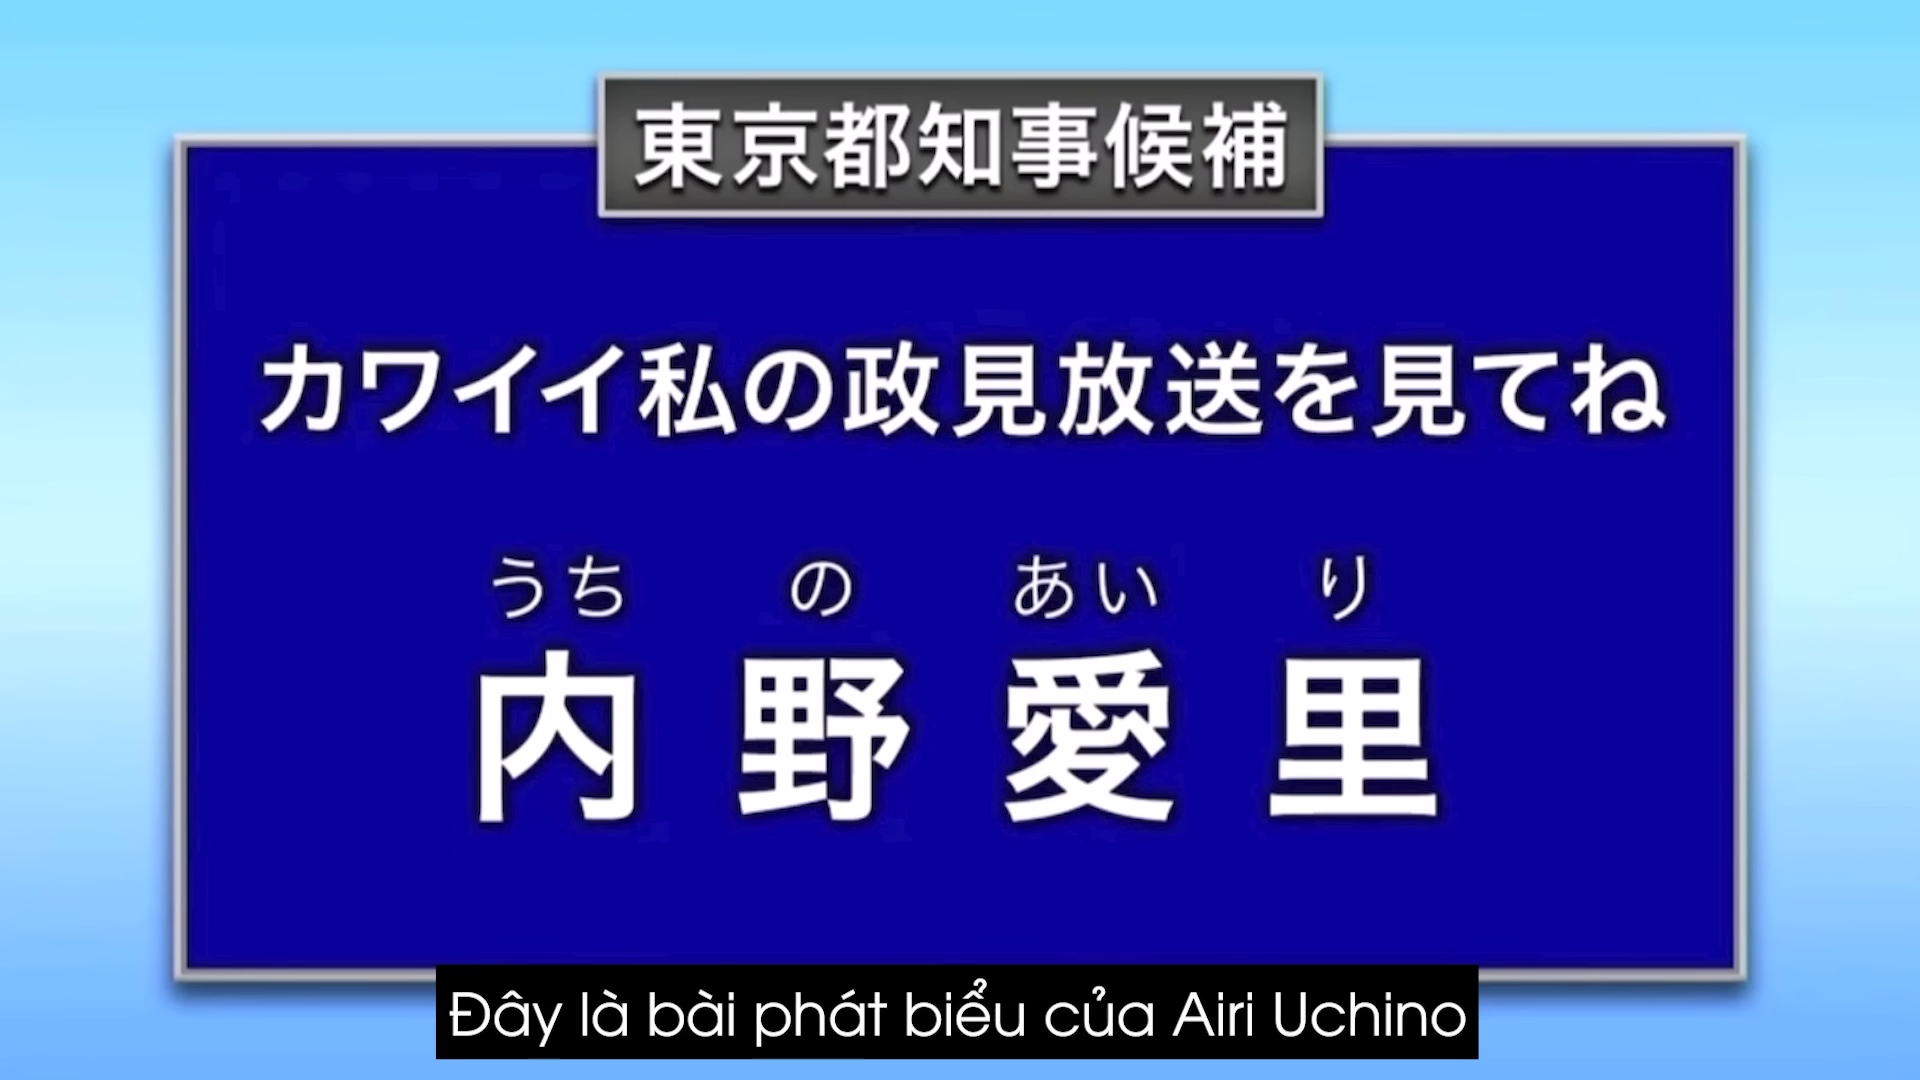 東京都知事候補
カワイイ私の政見放送を見てね
うち の あい り
内野愛里
Đây là bài phát biểu của Airi Uchino